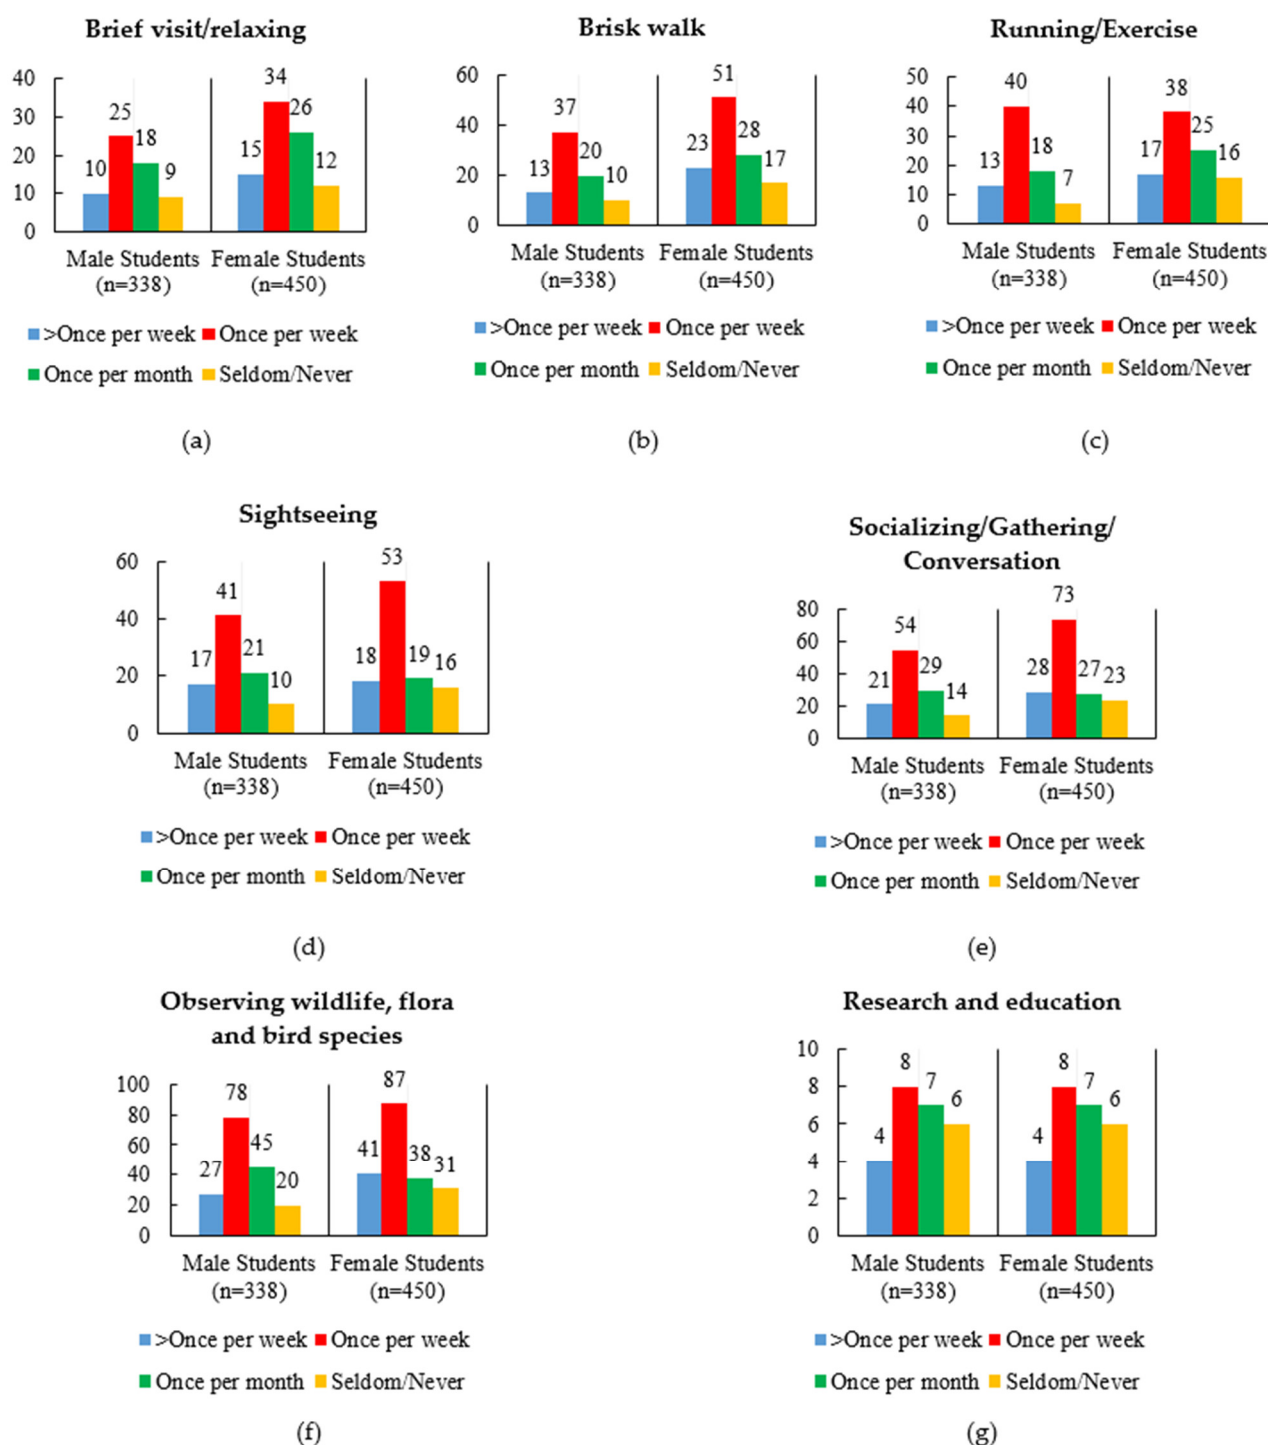 Brief visit/relaxing
40
30
20
10
0
10
25
18
9
15
34
26
12
Male Students
(n=338)
Female Students
(n=450)
>Once per week
Once per week
Once per month
Seldom/Never
(a)
Brisk walk
60
40
20
0
13
37
20
10
23
51
28
17
Male Students
(n=338)
Female Students
(n=450)
>Once per week
Once per week
Once per month
Seldom/Never
(b)
Running/Exercise
50
40
30
20
10
0
13
40
18
7
17
38
25
16
Male Students
(n=338)
Female Students
(n=450)
>Once per week
Once per week
Once per month
Seldom/Never
(c)
Sightseeing
60
40
20
0
17
41
21
10
18
53
19
16
Male Students
(n=338)
Female Students
(n=450)
>Once per week
Once per week
Once per month
Seldom/Never
(d)
Socializing/Gathering/
Conversation
80
60
40
20
0
21
54
29
14
28
73
27
23
Male Students
(n=338)
Female Students
(n=450)
>Once per week
Once per week
Once per month
Seldom/Never
(e)
Observing wildlife, flora
and bird species
100
80
60
40
20
0
27
78
45
20
41
87
38
31
Male Students
(n=338)
Female Students
(n=450)
>Once per week
Once per week
Once per month
Seldom/Never
(f)
Research and education
10
8
6
4
2
0
4
8
7
6
4
8
7
6
Male Students
(n=338)
Female Students
(n=450)
>Once per week
Once per week
Once per month
Seldom/Never
(g)